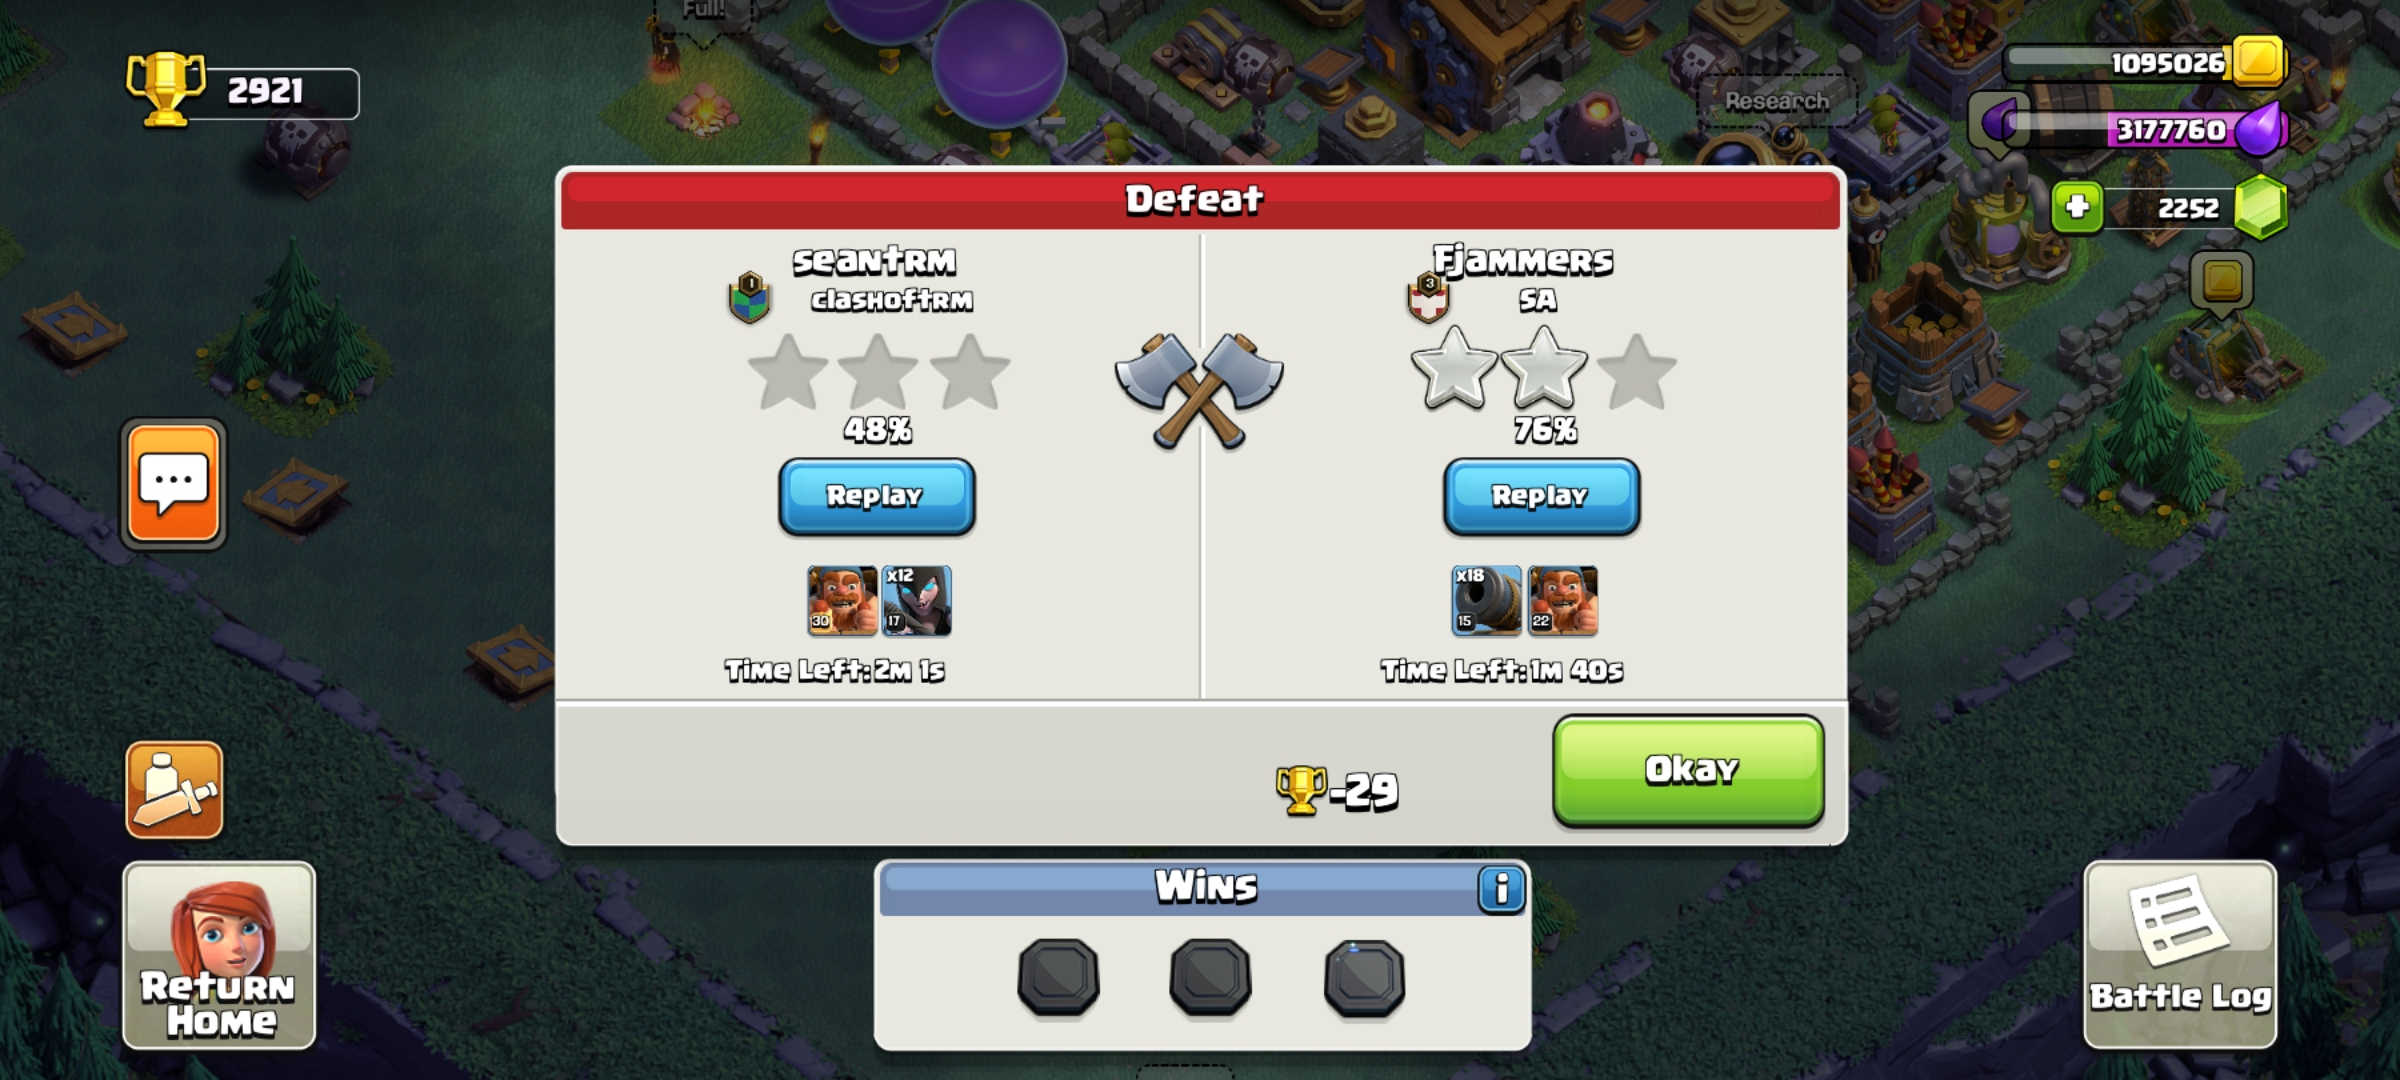 Full!
2921
1095026
Research
3177760
2252
Defeat
seantrm
clashoftrm
1
48%
Replay
30
x12
17
Time Left:2m 1s
Fjammers
SA
3
76%
Replay
x18
15
22
Time Left:1m 40s
-29
Okay
Wins
i
Return
Home
Battle Log